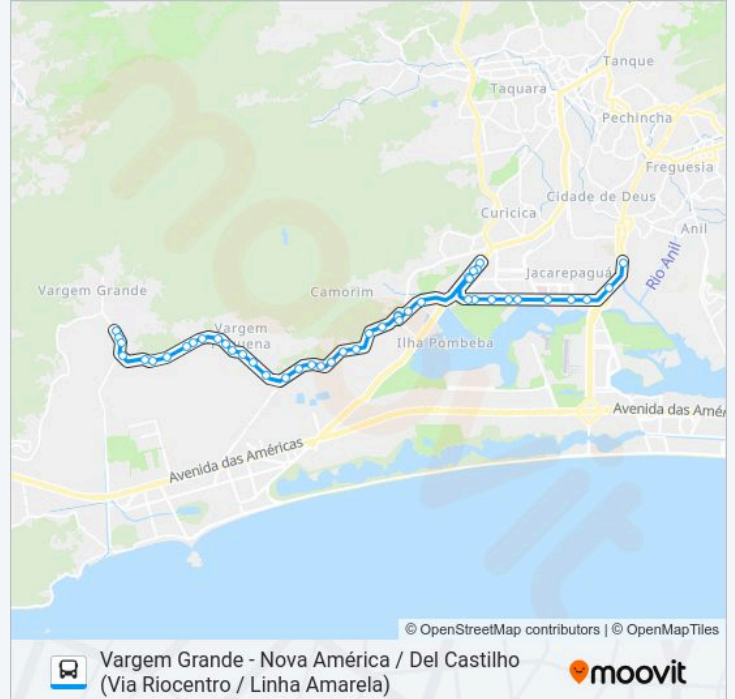 Tanque
Taquara
Pechincha
Freguesia
Cidade de Deus
Curicica
Anil
Rio Anil
Jacarepaguá
Vargem Grande
Camorim
Vargem
Pequena
Ilha Pombeba
Avenida das Amér
Avenida das Américas
moovit
© OpenStreetMap contributors | © OpenMapTiles
Vargem Grande - Nova América / Del Castilho
(Via Riocentro / Linha Amarela)
moovit